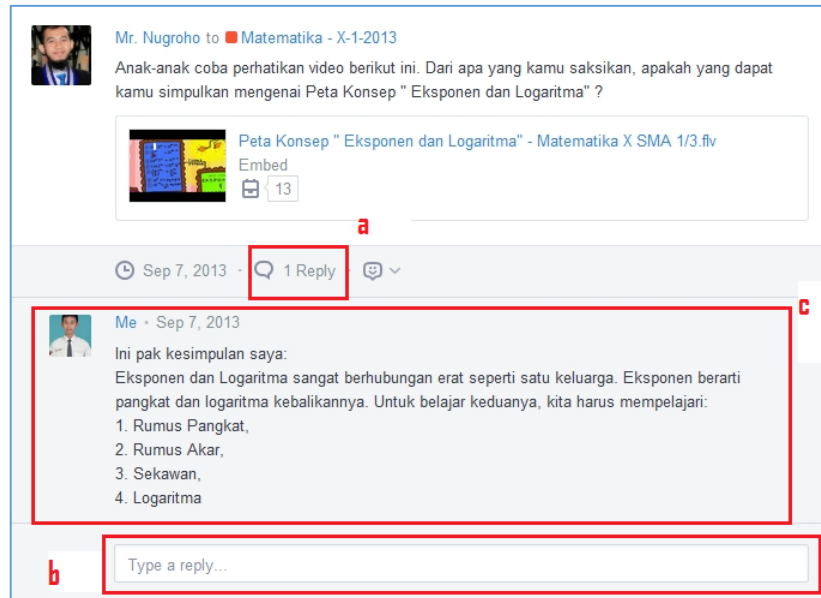 Mr. Nugroho to Matematika - X-1-2013
Anak-anak coba perhatikan video berikut ini. Dari apa yang kamu saksikan, apakah yang dapat
kamu simpulkan mengenai Peta Konsep " Eksponen dan Logaritma" ?
Peta Konsep " Eksponen dan Logaritma" - Matematika X SMA 1/3.flv
Embed
13
a
Sep 7, 2013 · 1 Reply ·
c
Me · Sep 7, 2013
Ini pak kesimpulan saya:
Eksponen dan Logaritma sangat berhubungan erat seperti satu keluarga. Eksponen berarti
pangkat dan logaritma kebalikannya. Untuk belajar keduanya, kita harus mempelajari:
1. Rumus Pangkat,
2. Rumus Akar,
3. Sekawan,
4. Logaritma
b
Type a reply...